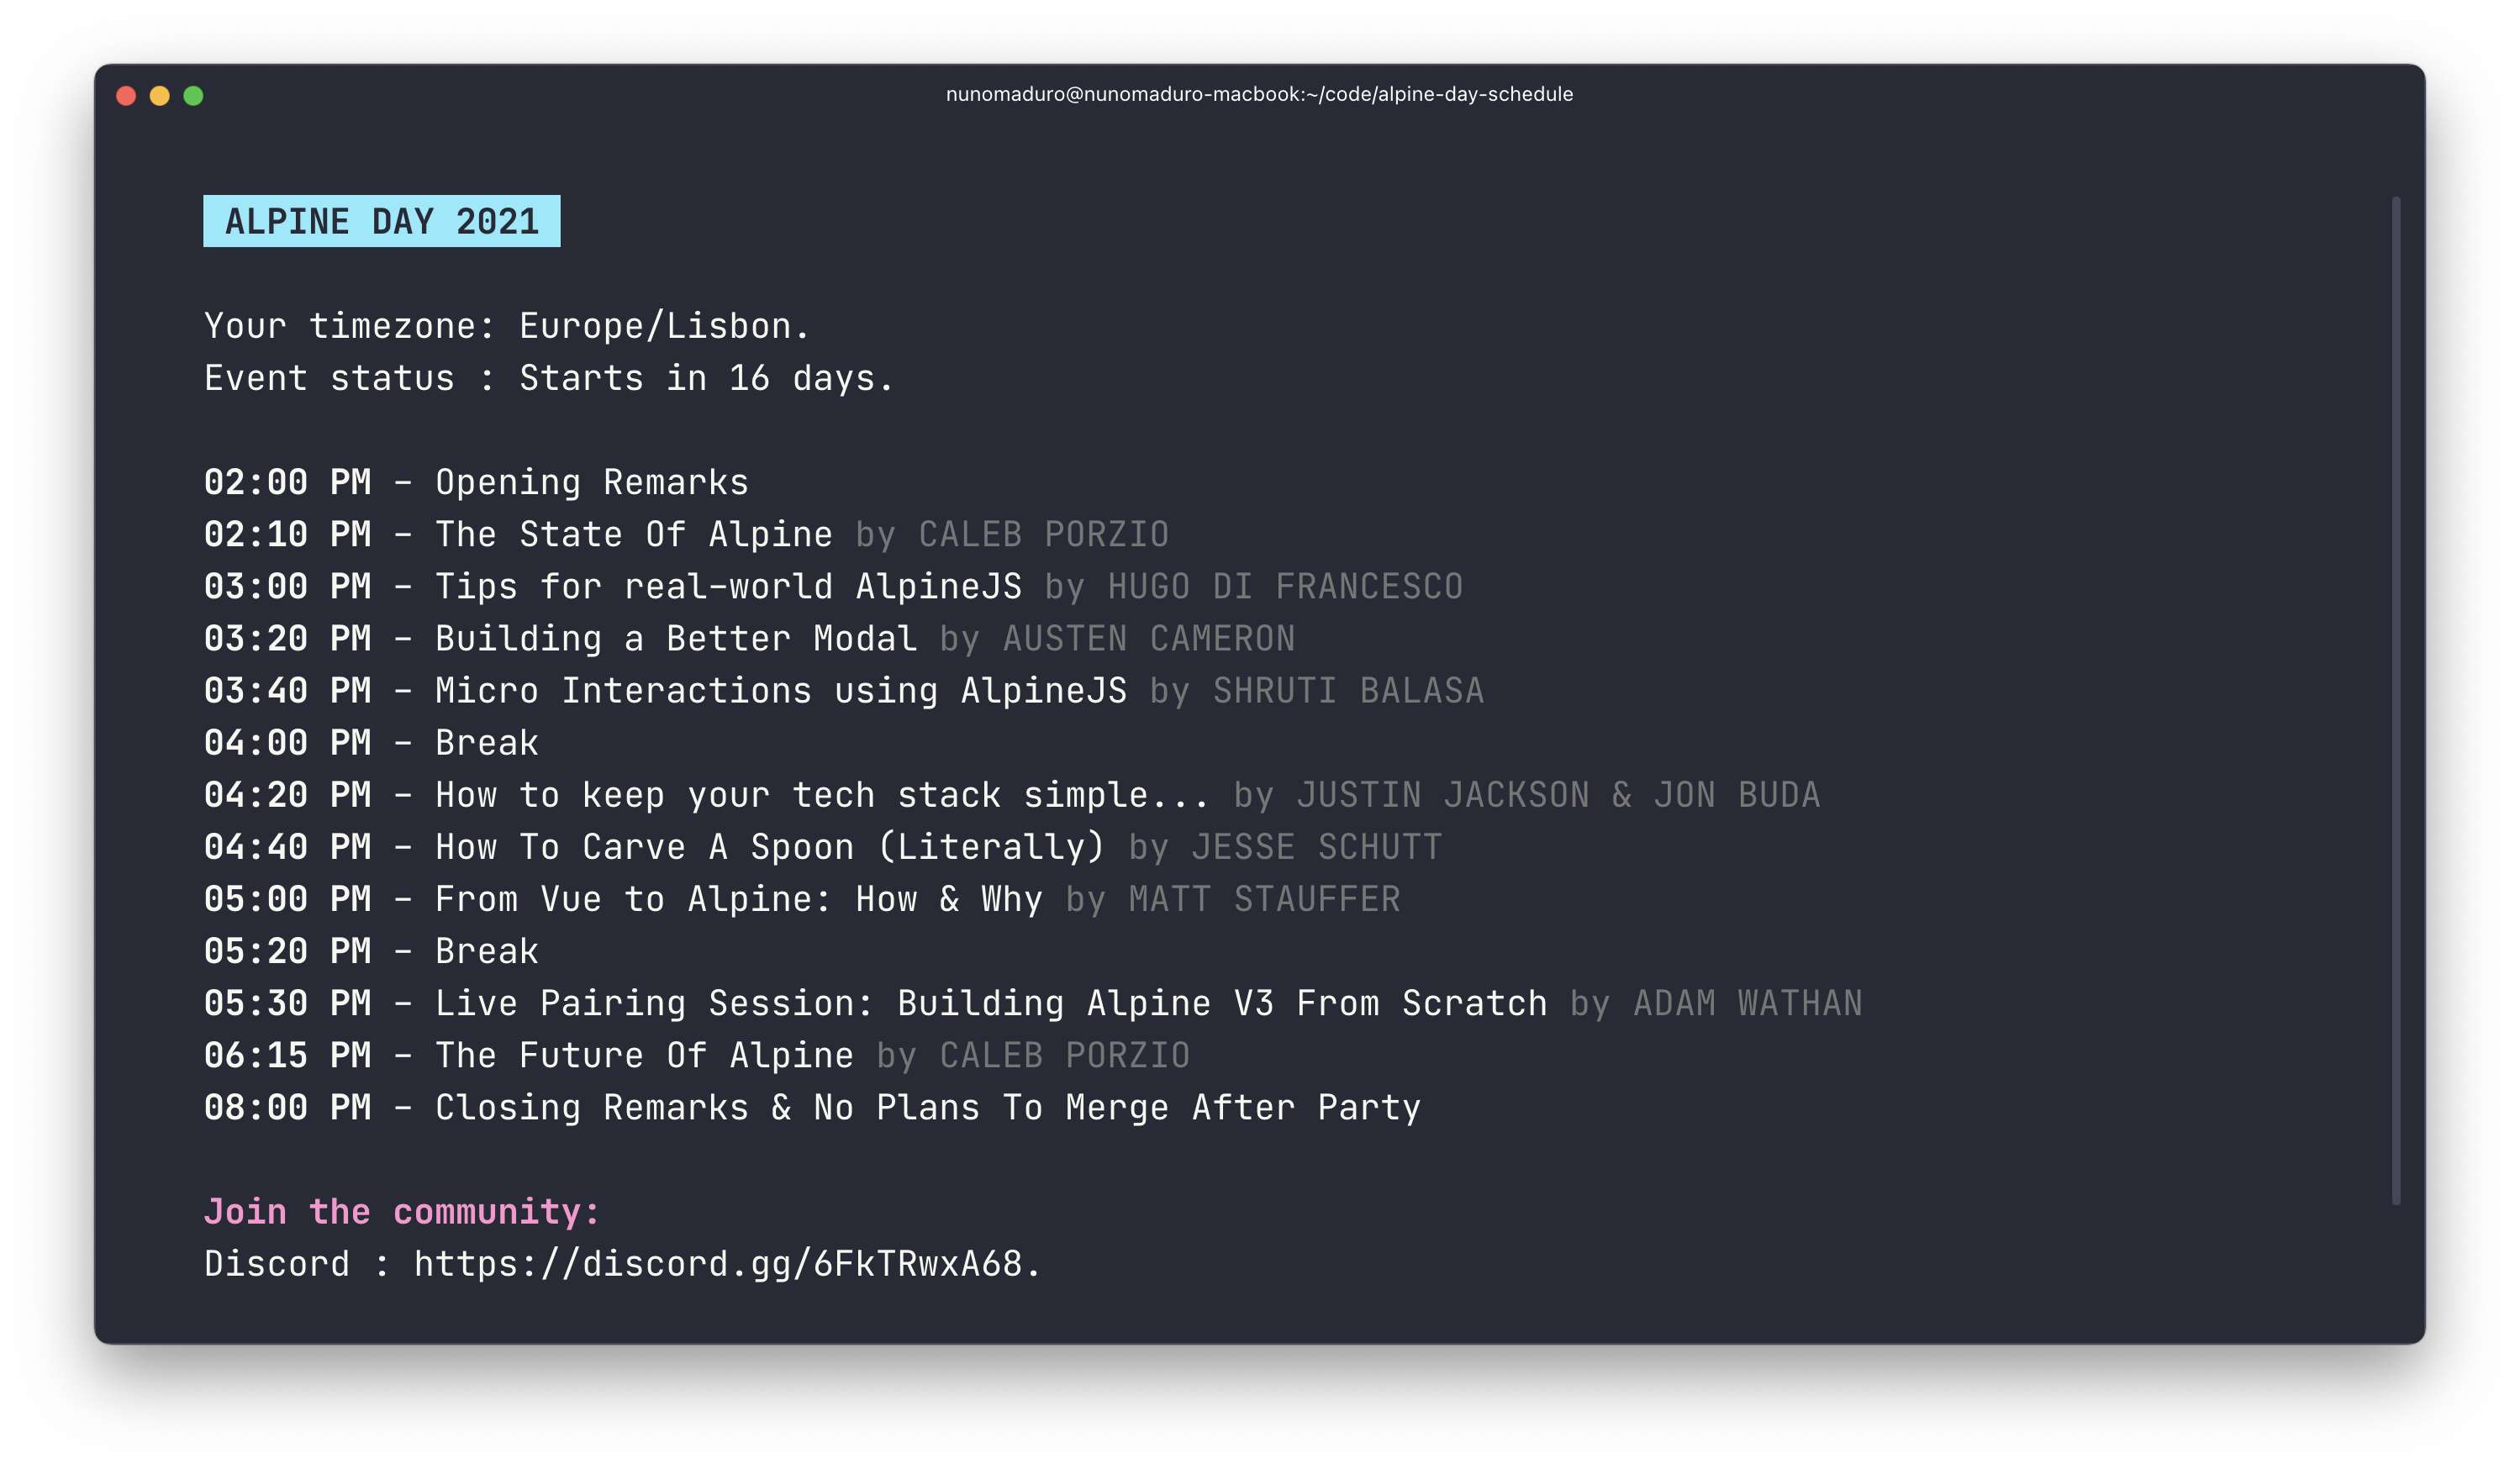 nunomaduro@nunomaduro-macbook:~/code/alpine-day-schedule
ALPINE DAY 2021
Your timezone: Europe/Lisbon.
Event status : Starts in 16 days.
02:00 PM - Opening Remarks
02:10 PM - The State Of Alpine by CALEB PORZIO
03:00 PM - Tips for real-world AlpineJS by HUGO DI FRANCESCO
03:20 PM - Building a Better Modal by AUSTEN CAMERON
03:40 PM - Micro Interactions using AlpineJS by SHRUTI BALASA
04:00 PM - Break
04:20 PM - How to keep your tech stack simple... by JUSTIN JACKSON & JON BUDA
04:40 PM - How To Carve A Spoon (Literally) by JESSE SCHUTT
05:00 PM - From Vue to Alpine: How & Why by MATT STAUFFER
05:20 PM - Break
05:30 PM - Live Pairing Session: Building Alpine V3 From Scratch by ADAM WATHAN
06:15 PM - The Future Of Alpine by CALEB PORZIO
08:00 PM - Closing Remarks & No Plans To Merge After Party
Join the community:
Discord : https://discord.gg/6FkTRwxA68.